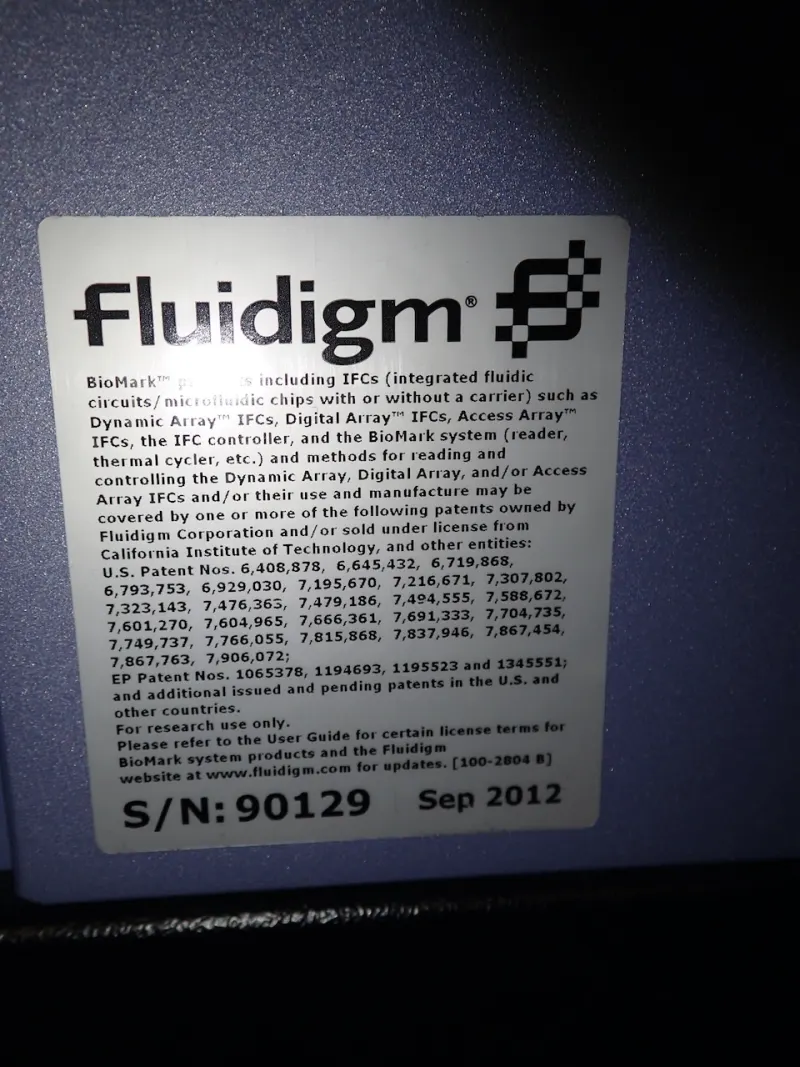 fluidigm®
BioMark™ including IFCs (integrated fluidic
circuits/microfluidic chips with or without a carrier) such as
Dynamic Array™ IFCs, Digital Array™ IFCs, Access Array™
IFCs, the IFC controller, and the BioMark system (reader,
thermal cycler, etc.) and methods for reading and
controlling the Dynamic Array, Digital Array, and/or Access
Array IFCs and/or their use and manufacture may be
covered by one or more of the following patents owned by
Fluidigm Corporation and/or sold under license from
California Institute of Technology, and other entities:
U.S. Patent Nos. 6,408,878, 6,645,432, 6,719,868,
6,793,753, 6,929,030, 7,195,670, 7,216,671, 7,307,802,
7,323,143, 7,476,363, 7,479,186, 7,494,555, 7,588,672,
7,601,270, 7,604,965, 7,666,361, 7,691,333, 7,704,735,
7,749,737, 7,766,055, 7,815,868, 7,837,946, 7,867,454,
7,867,763, 7,906,072;
EP Patent Nos. 1065378, 1194693, 1195523 and 1345551;
and additional issued and pending patents in the U.S. and
other countries.
For research use only.
Please refer to the User Guide for certain license terms for
BioMark system products and the Fluidigm
website at www.fluidigm.com for updates. [100-2804 B]
S/N: 90129 Sep 2012